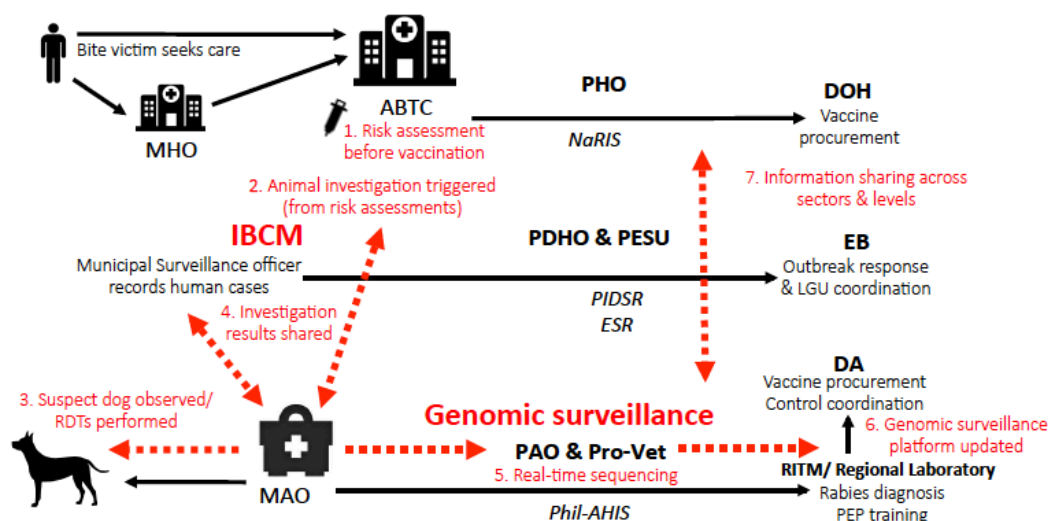 Bite victim seeks care
MHO
ABTC
1. Risk assessment
before vaccination
PHO
NaRIS
DOH
Vaccine
procurement
2. Animal investigation triggered
(from risk assessments)
7. Information sharing across
sectors & levels
IBCM
Municipal Surveillance officer
records human cases
PDHO & PESU
PIDSR
ESR
EB
Outbreak response
& LGU coordination
4. Investigation
results shared
3. Suspect dog observed/
RDTs performed
MAO
Genomic surveillance
PAO & Pro-Vet
5. Real-time sequencing
Phil-AHIS
DA
Vaccine procurement
Control coordination
6. Genomic surveillance
platform updated
RITM/ Regional Laboratory
Rabies diagnosis
PEP training